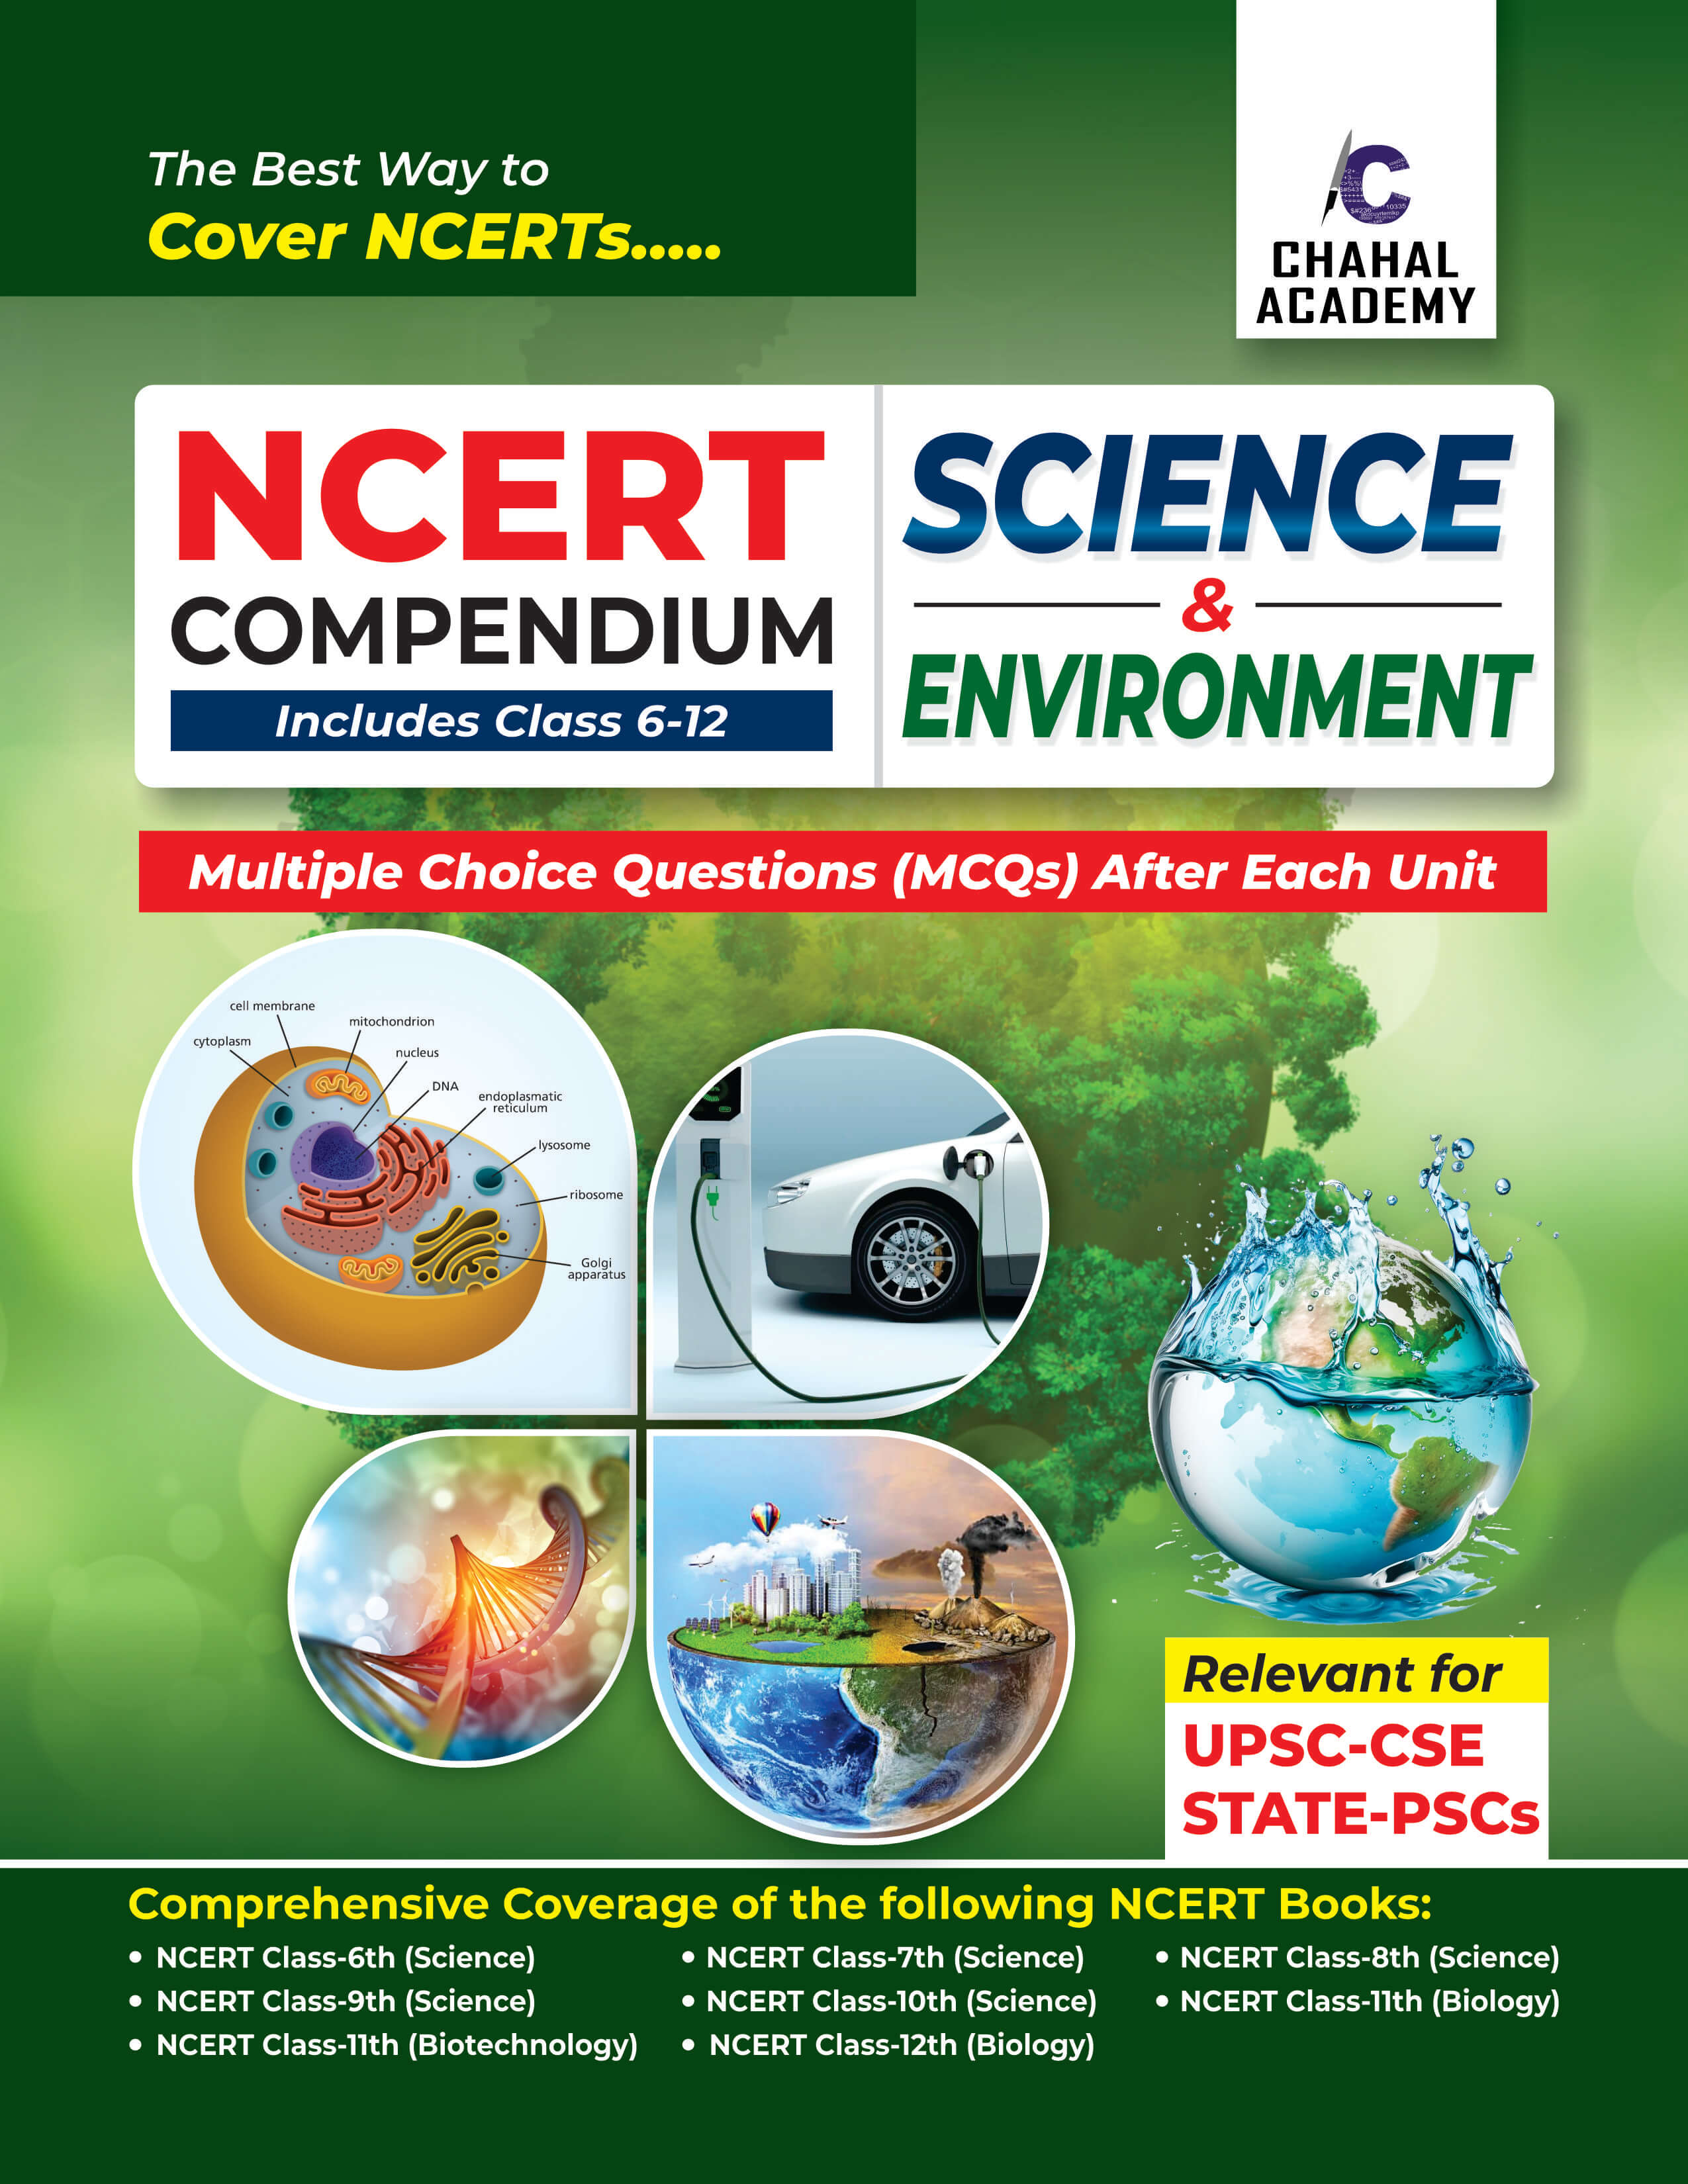 The Best Way to
Cover NCERTs.....
CHAHAL
ACADEMY
NCERT
COMPENDIUM
Includes Class 6-12
SCIENCE
&
ENVIRONMENT
Multiple Choice Questions (MCQs) After Each Unit
cell membrane
mitochondrion
cytoplasm
nucleus
DNA
endoplasmatic
reticulum
lysosome
ribosome
Golgi
apparatus
Relevant for
UPSC-CSE
STATE-PSCs
Comprehensive Coverage of the following NCERT Books:
• NCERT Class-6th (Science) • NCERT Class-7th (Science) • NCERT Class-8th (Science)
• NCERT Class-9th (Science) • NCERT Class-10th (Science) • NCERT Class-11th (Biology)
• NCERT Class-11th (Biotechnology) • NCERT Class-12th (Biology)